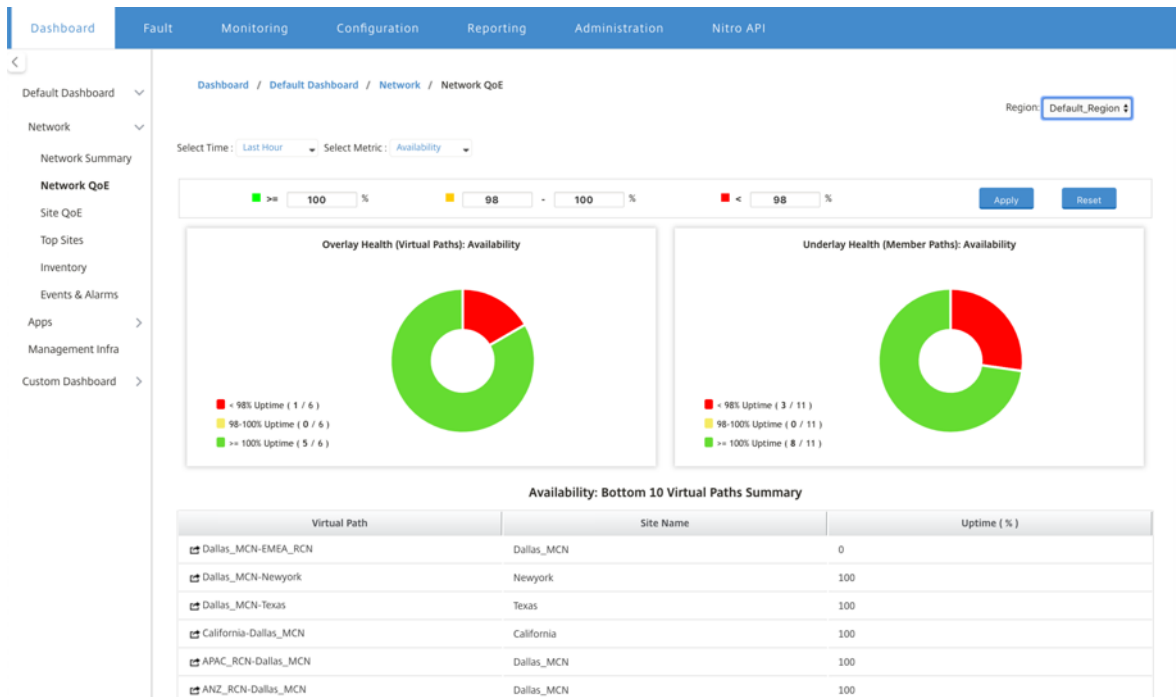 Dashboard Fault Monitoring Configuration Reporting Administration Nitro API
Default Dashboard
Network
Network Summary
Network QoE
Site QoE
Top Sites
Inventory
Events & Alarms
Apps
Management Infra
Custom Dashboard
Dashboard / Default Dashboard / Network / Network QoE
Region: Default_Region
Select Time : Last Hour Select Metric : Availability
>= 100 % 98 - 100 % < 98 % Apply Reset
Overlay Health (Virtual Paths): Availability
< 98% Uptime ( 1 / 6 )
98-100% Uptime ( 0 / 6 )
>= 100% Uptime ( 5 / 6 )
Underlay Health (Member Paths): Availability
< 98% Uptime ( 3 / 11 )
98-100% Uptime ( 0 / 11 )
>= 100% Uptime ( 8 / 11 )
Availability: Bottom 10 Virtual Paths Summary
Virtual Path Site Name Uptime ( % )
Dallas_MCN-EMEA_RCN Dallas_MCN 0
Dallas_MCN-Newyork Newyork 100
Dallas_MCN-Texas Texas 100
California-Dallas_MCN California 100
APAC_RCN-Dallas_MCN Dallas_MCN 100
ANZ_RCN-Dallas_MCN Dallas_MCN 100